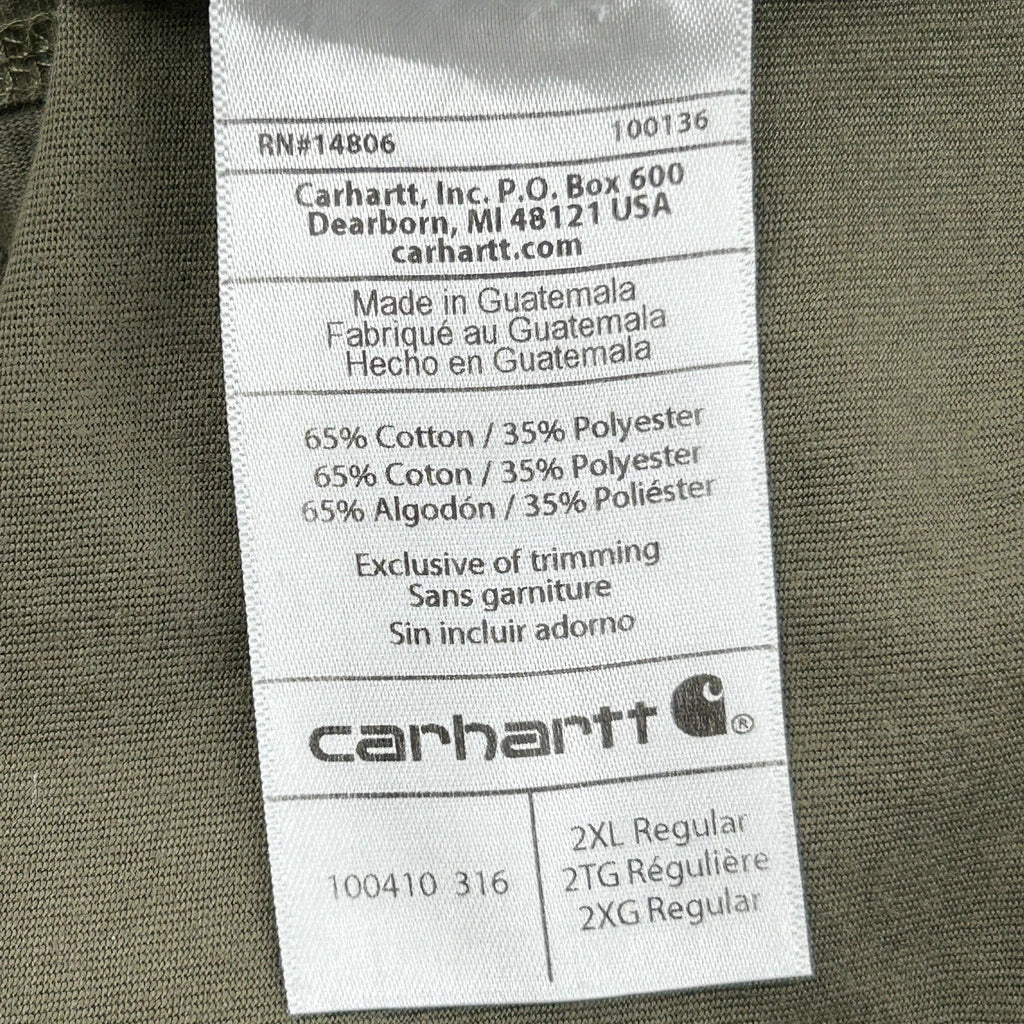 RN#14806 100136
Carhartt, Inc. P.O. Box 600
Dearborn, MI 48121 USA
carhartt.com
Made in Guatemala
Fabriqué au Guatemala
Hecho en Guatemala
65% Cotton / 35% Polyester
65% Coton / 35% Polyester
65% Algodón / 35% Poliéster
Exclusive of trimming
Sans garniture
Sin incluir adorno
carhartt ®
100410 316
2XL Regular
2TG Régulière
2XG Regular